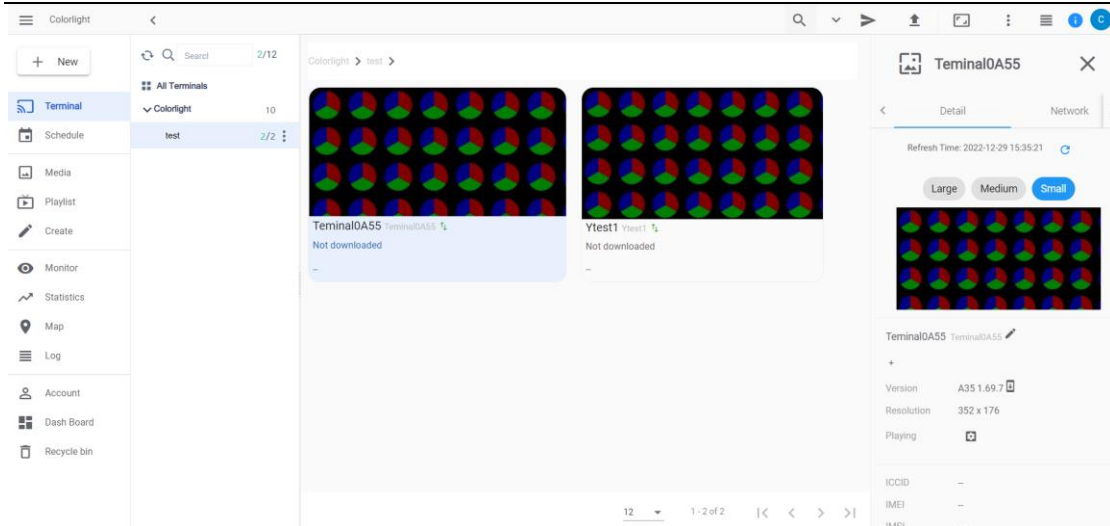 Colorlight
C
+ New
Terminal
Schedule
Media
Playlist
Create
Monitor
Statistics
Map
Log
Account
Dash Board
Recycle bin
Searcl 2/12
All Terminals
Colorlight 10
test 2/2
Colorlight > test >
Teminal0A55 Teminal0A55
Not downloaded
--
Ytest1 Ytest1
Not downloaded
--
12
1 - 2 of 2
Teminal0A55
Detail Network
Refresh Time: 2022-12-29 15:35:21
Large Medium Small
Teminal0A55 Teminal0A55
+
Version A35 1.69.7
Resolution 352 x 176
Playing
ICCID --
IMEI --